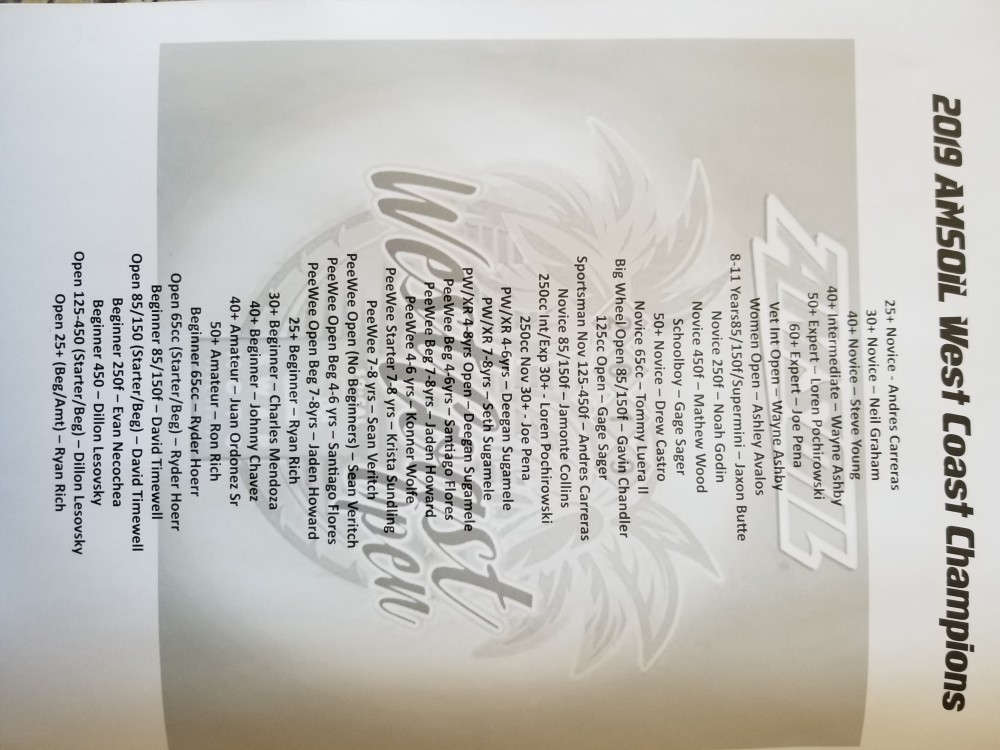 2019 AMSOIL West Coast Champions
25+ Novice - Andres Carreras
30+ Novice – Neil Graham
40+ Novice – Steve Young
40+ Intermediate – Wayne Ashby
50+ Expert – Loren Pochirowski
60+ Expert – Joe Pena
Vet Int Open – Wayne Ashby
Women Open – Ashley Avalos
8-11 Years85/150f/Supermini – Jaxon Butte
Novice 450f – Mathew Wood
Novice 250f – Noah Godin
Schoolboy – Gage Sager
50+ Novice – Drew Castro
Novice 65cc – Tommy Luera II
Big Wheel Open 85/150f – Gavin Chandler
125cc Open – Gage Sager
Sportsman Nov 125-450f – Andres Carreras
Novice 85/150f – Jamonte Collins
250cc Int/Exp 30+ - Loren Pochirowski
250cc Nov 30+ - Joe Pena
PW/XR 4-6yrs – Deegan Sugamele
PW/XR 7-8yrs – Seth Sugamele
PW/XR 4-8yrs Open – Deegan Sugamele
PeeWee Beg 4-6yrs – Santiago Flores
PeeWee Beg 7-8yrs – Jaden Howard
PeeWee 4-6 yrs – Konner Wolfe
PeeWee Starter 7-8 yrs – Krista Sundling
PeeWee 7-8 yrs – Sean Veritch
PeeWee Open (No Beginners) – Sean Veritch
PeeWee Open Beg 4-6 yrs – Santiago Flores
PeeWee Open Beg 7-8yrs – Jaden Howard
25+ Beginner – Ryan Rich
30+ Beginner – Charles Mendoza
40+ Beginner – Johnny Chavez
40+ Amateur – Juan Ordonez Sr
50+ Amateur – Ron Rich
Beginner 65cc – Ryder Hoerr
Open 65cc (Starter/Beg) – Ryder Hoerr
Beginner 85/150f – David Timewell
Open 85/150 (Starter/Beg) – David Timewell
Beginner 250f – Evan Necochea
Beginner 450 – Dillon Lesovsky
Open 125-450 (Starter/Beg) – Dillon Lesovsky
Open 25+ (Beg/Amt) – Ryan Rich